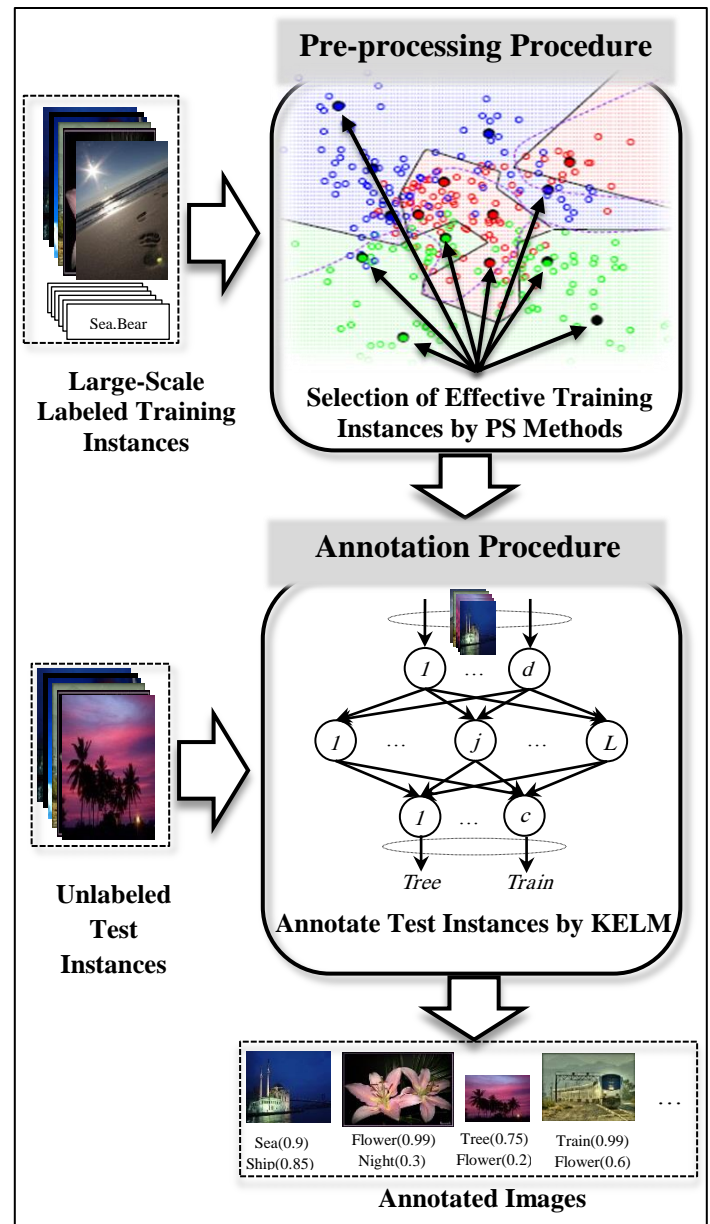 Pre-processing Procedure
Sea.Bear
Large-Scale
Labeled Training
Instances
Selection of Effective Training
Instances by PS Methods
Annotation Procedure
1 ... d
1 ... j ... L
1 ... c
Tree Train
Annotate Test Instances by KELM
Unlabeled
Test
Instances
Sea(0.9)
Ship(0.85)
Flower(0.99)
Night(0.3)
Tree(0.75)
Flower(0.2)
Train(0.99)
Flower(0.6)
...
Annotated Images